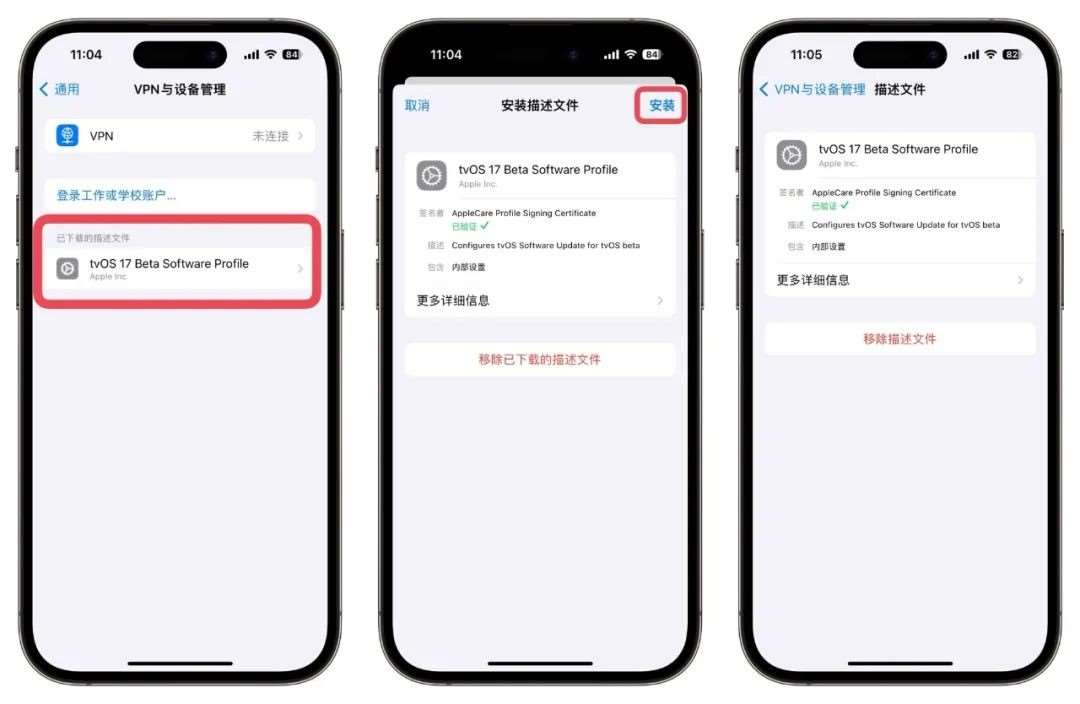 11:04
84
通用
VPN与设备管理
VPN
未连接
登录工作或学校账户...
已下载的描述文件
tvOS 17 Beta Software Profile
Apple Inc.
11:04
84
取消
安装描述文件
安装
tvOS 17 Beta Software Profile
Apple Inc.
签名者 AppleCare Profile Signing Certificate
已验证
描述 Configures tvOS Software Update for tvOS beta
包含 内部设置
更多详细信息
移除已下载的描述文件
11:05
82
VPN与设备管理
描述文件
tvOS 17 Beta Software Profile
Apple Inc.
签名者 AppleCare Profile Signing Certificate
已验证
描述 Configures tvOS Software Update for tvOS beta
包含 内部设置
更多详细信息
移除描述文件